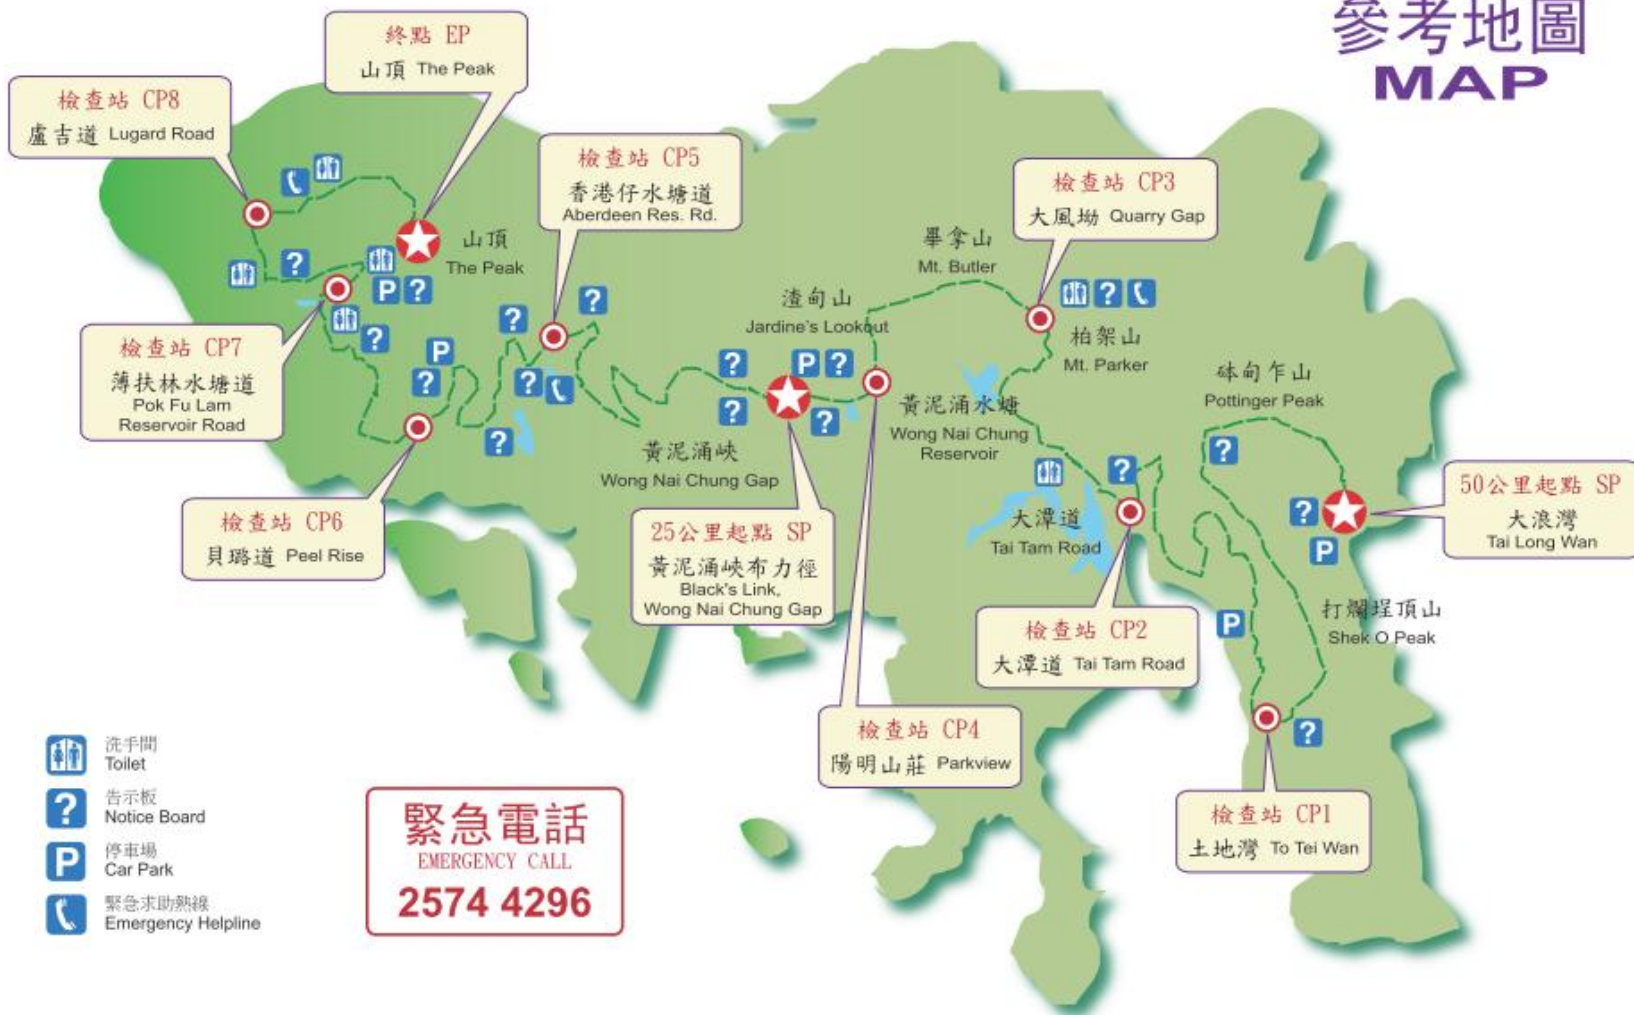 參考地圖
MAP
終點 EP
山頂 The Peak
檢查站 CP8
盧吉道 Lugard Road
檢查站 CP5
香港仔水塘道
Aberdeen Res. Rd.
檢查站 CP3
大風坳 Quarry Gap
山頂
The Peak
畢拿山
Mt. Butler
渣甸山
Jardine's Lookout
柏架山
Mt. Parker
砵甸乍山
Pottinger Peak
檢查站 CP7
薄扶林水塘道
Pok Fu Lam
Reservoir Road
黃泥涌水塘
Wong Nai Chung
Reservoir
黃泥涌峽
Wong Nai Chung Gap
檢查站 CP6
貝璐道 Peel Rise
25公里起點 SP
黃泥涌峽布力徑
Black's Link,
Wong Nai Chung Gap
大潭道
Tai Tam Road
50公里起點 SP
大浪灣
Tai Long Wan
打爛埕頂山
Shek O Peak
檢查站 CP2
大潭道 Tai Tam Road
檢查站 CP4
陽明山莊 Parkview
檢查站 CP1
土地灣 To Tei Wan
洗手間
Toilet
告示板
Notice Board
P
停車場
Car Park
緊急求助熱線
Emergency Helpline
緊急電話
EMERGENCY CALL
2574 4296